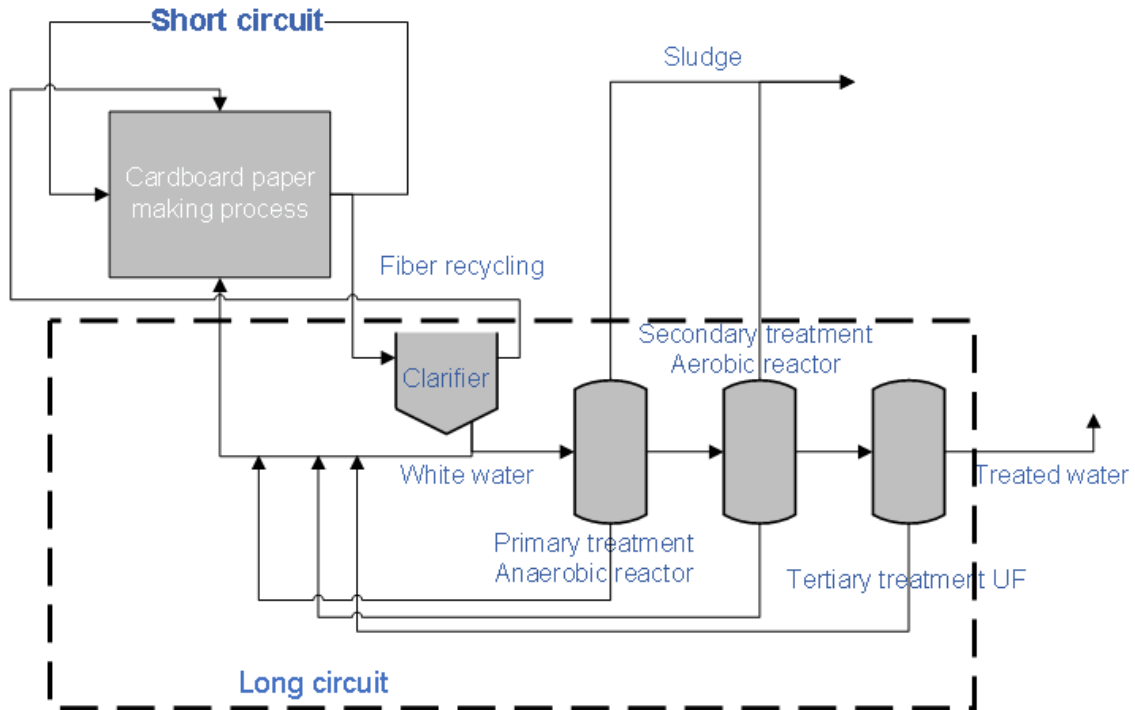 Short circuit
Sludge
Cardboard paper
making process
Fiber recycling
Secondary treatment
Aerobic reactor
Clarifier
White water
Treated water
Primary treatment
Anaerobic reactor
Tertiary treatment UF
Long circuit